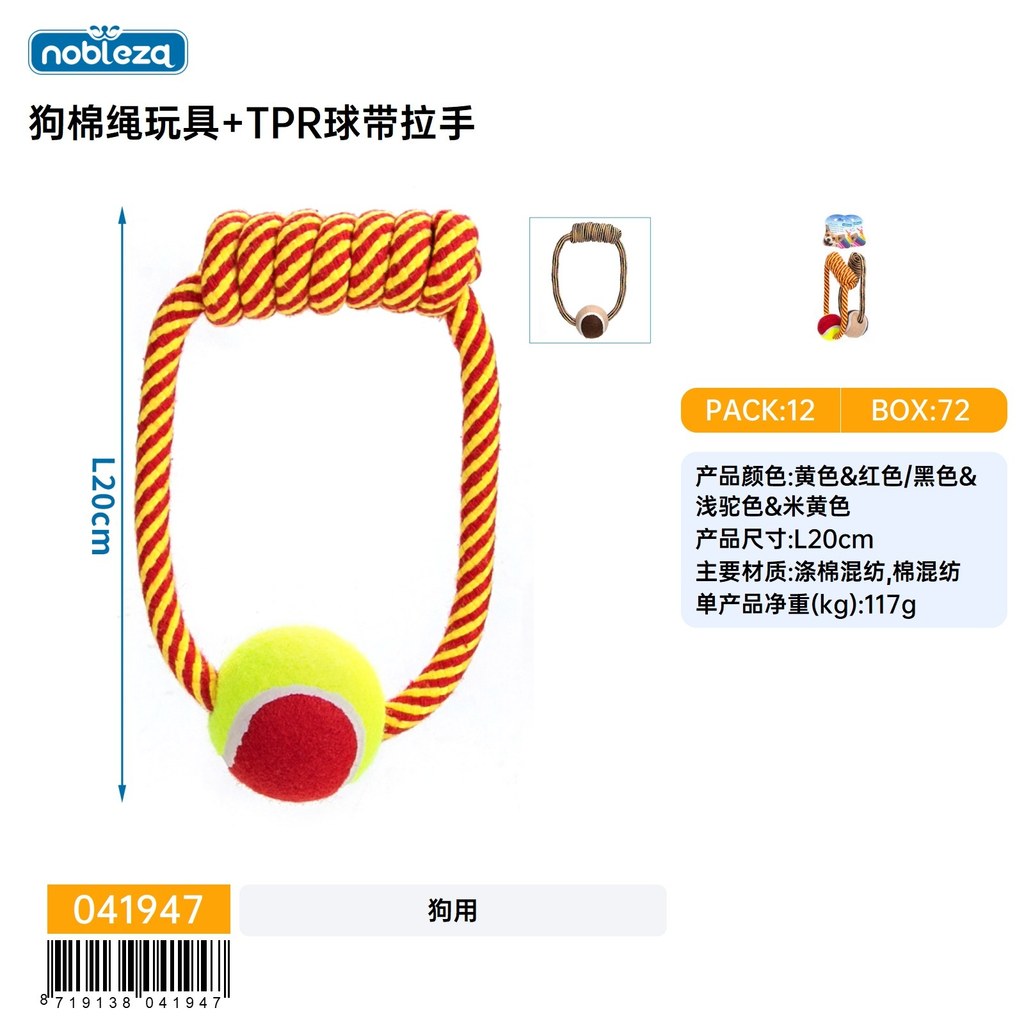 nobleza
狗棉绳玩具+TPR球带拉手
L20cm
PACK:12
BOX:72
产品颜色:黄色&红色/黑色&
浅驼色&米黄色
产品尺寸:L20cm
主要材质:涤棉混纺,棉混纺
单产品净重(kg):117g
041947
狗用
8 719138 041947